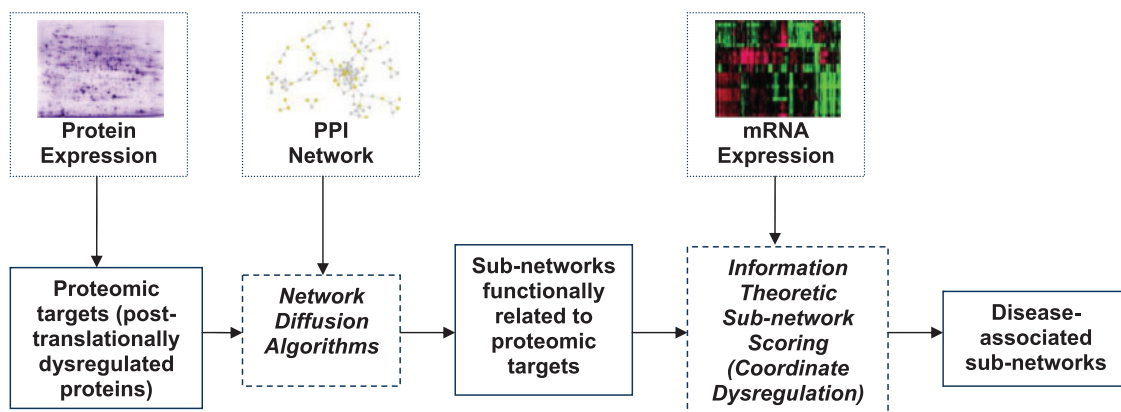 Protein
Expression
PPI
Network
mRNA
Expression
Proteomic
targets (post-
translationally
dysregulated
proteins)
Network
Diffusion
Algorithms
Sub-networks
functionally
related to
proteomic
targets
Information
Theoretic
Sub-network
Scoring
(Coordinate
Dysregulation)
Disease-
associated
sub-networks